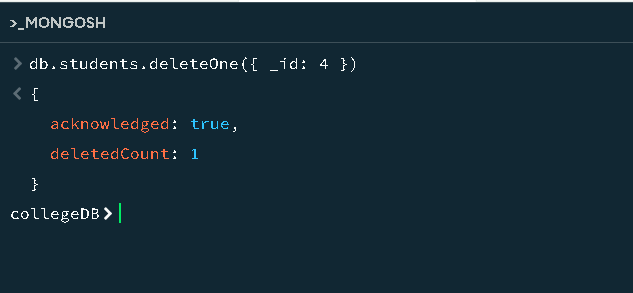 >_MONGOSH
> db.students.deleteOne({ _id: 4 })
< {
    acknowledged: true,
    deletedCount: 1
  }
collegeDB>